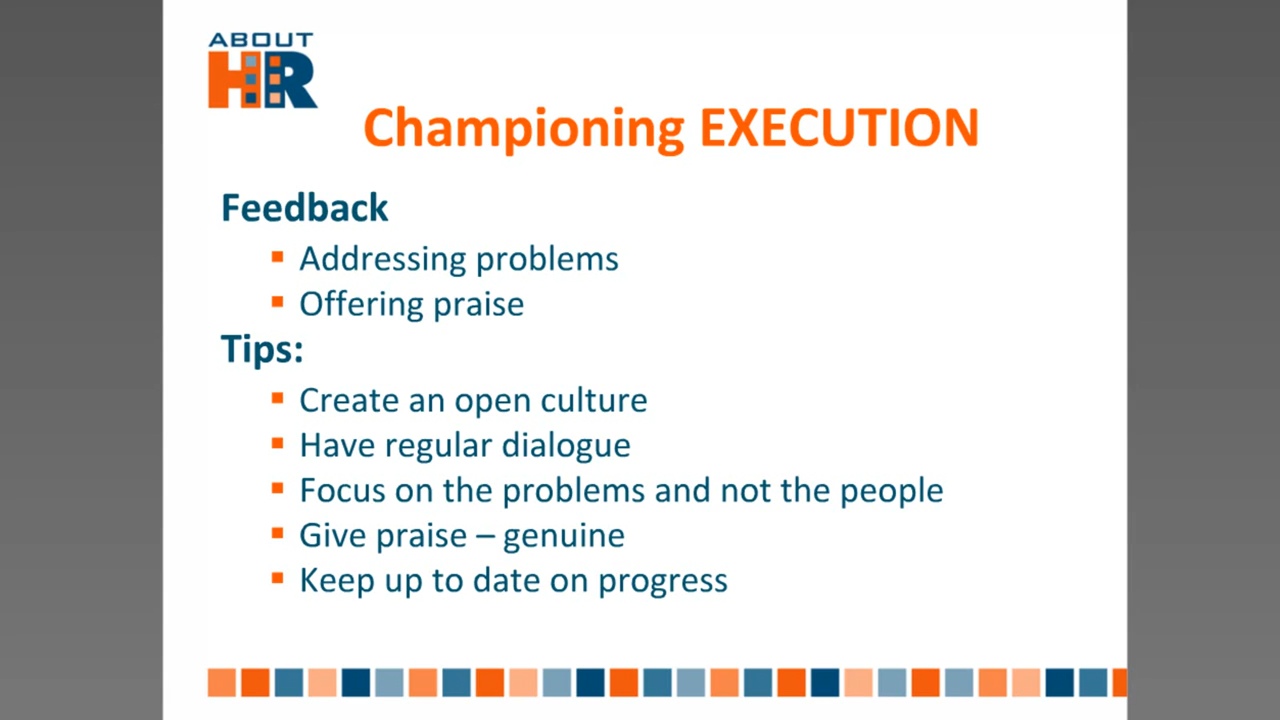 ABOUT
HR
Championing EXECUTION
Feedback
▪ Addressing problems
▪ Offering praise
Tips:
▪ Create an open culture
▪ Have regular dialogue
▪ Focus on the problems and not the people
▪ Give praise – genuine
▪ Keep up to date on progress